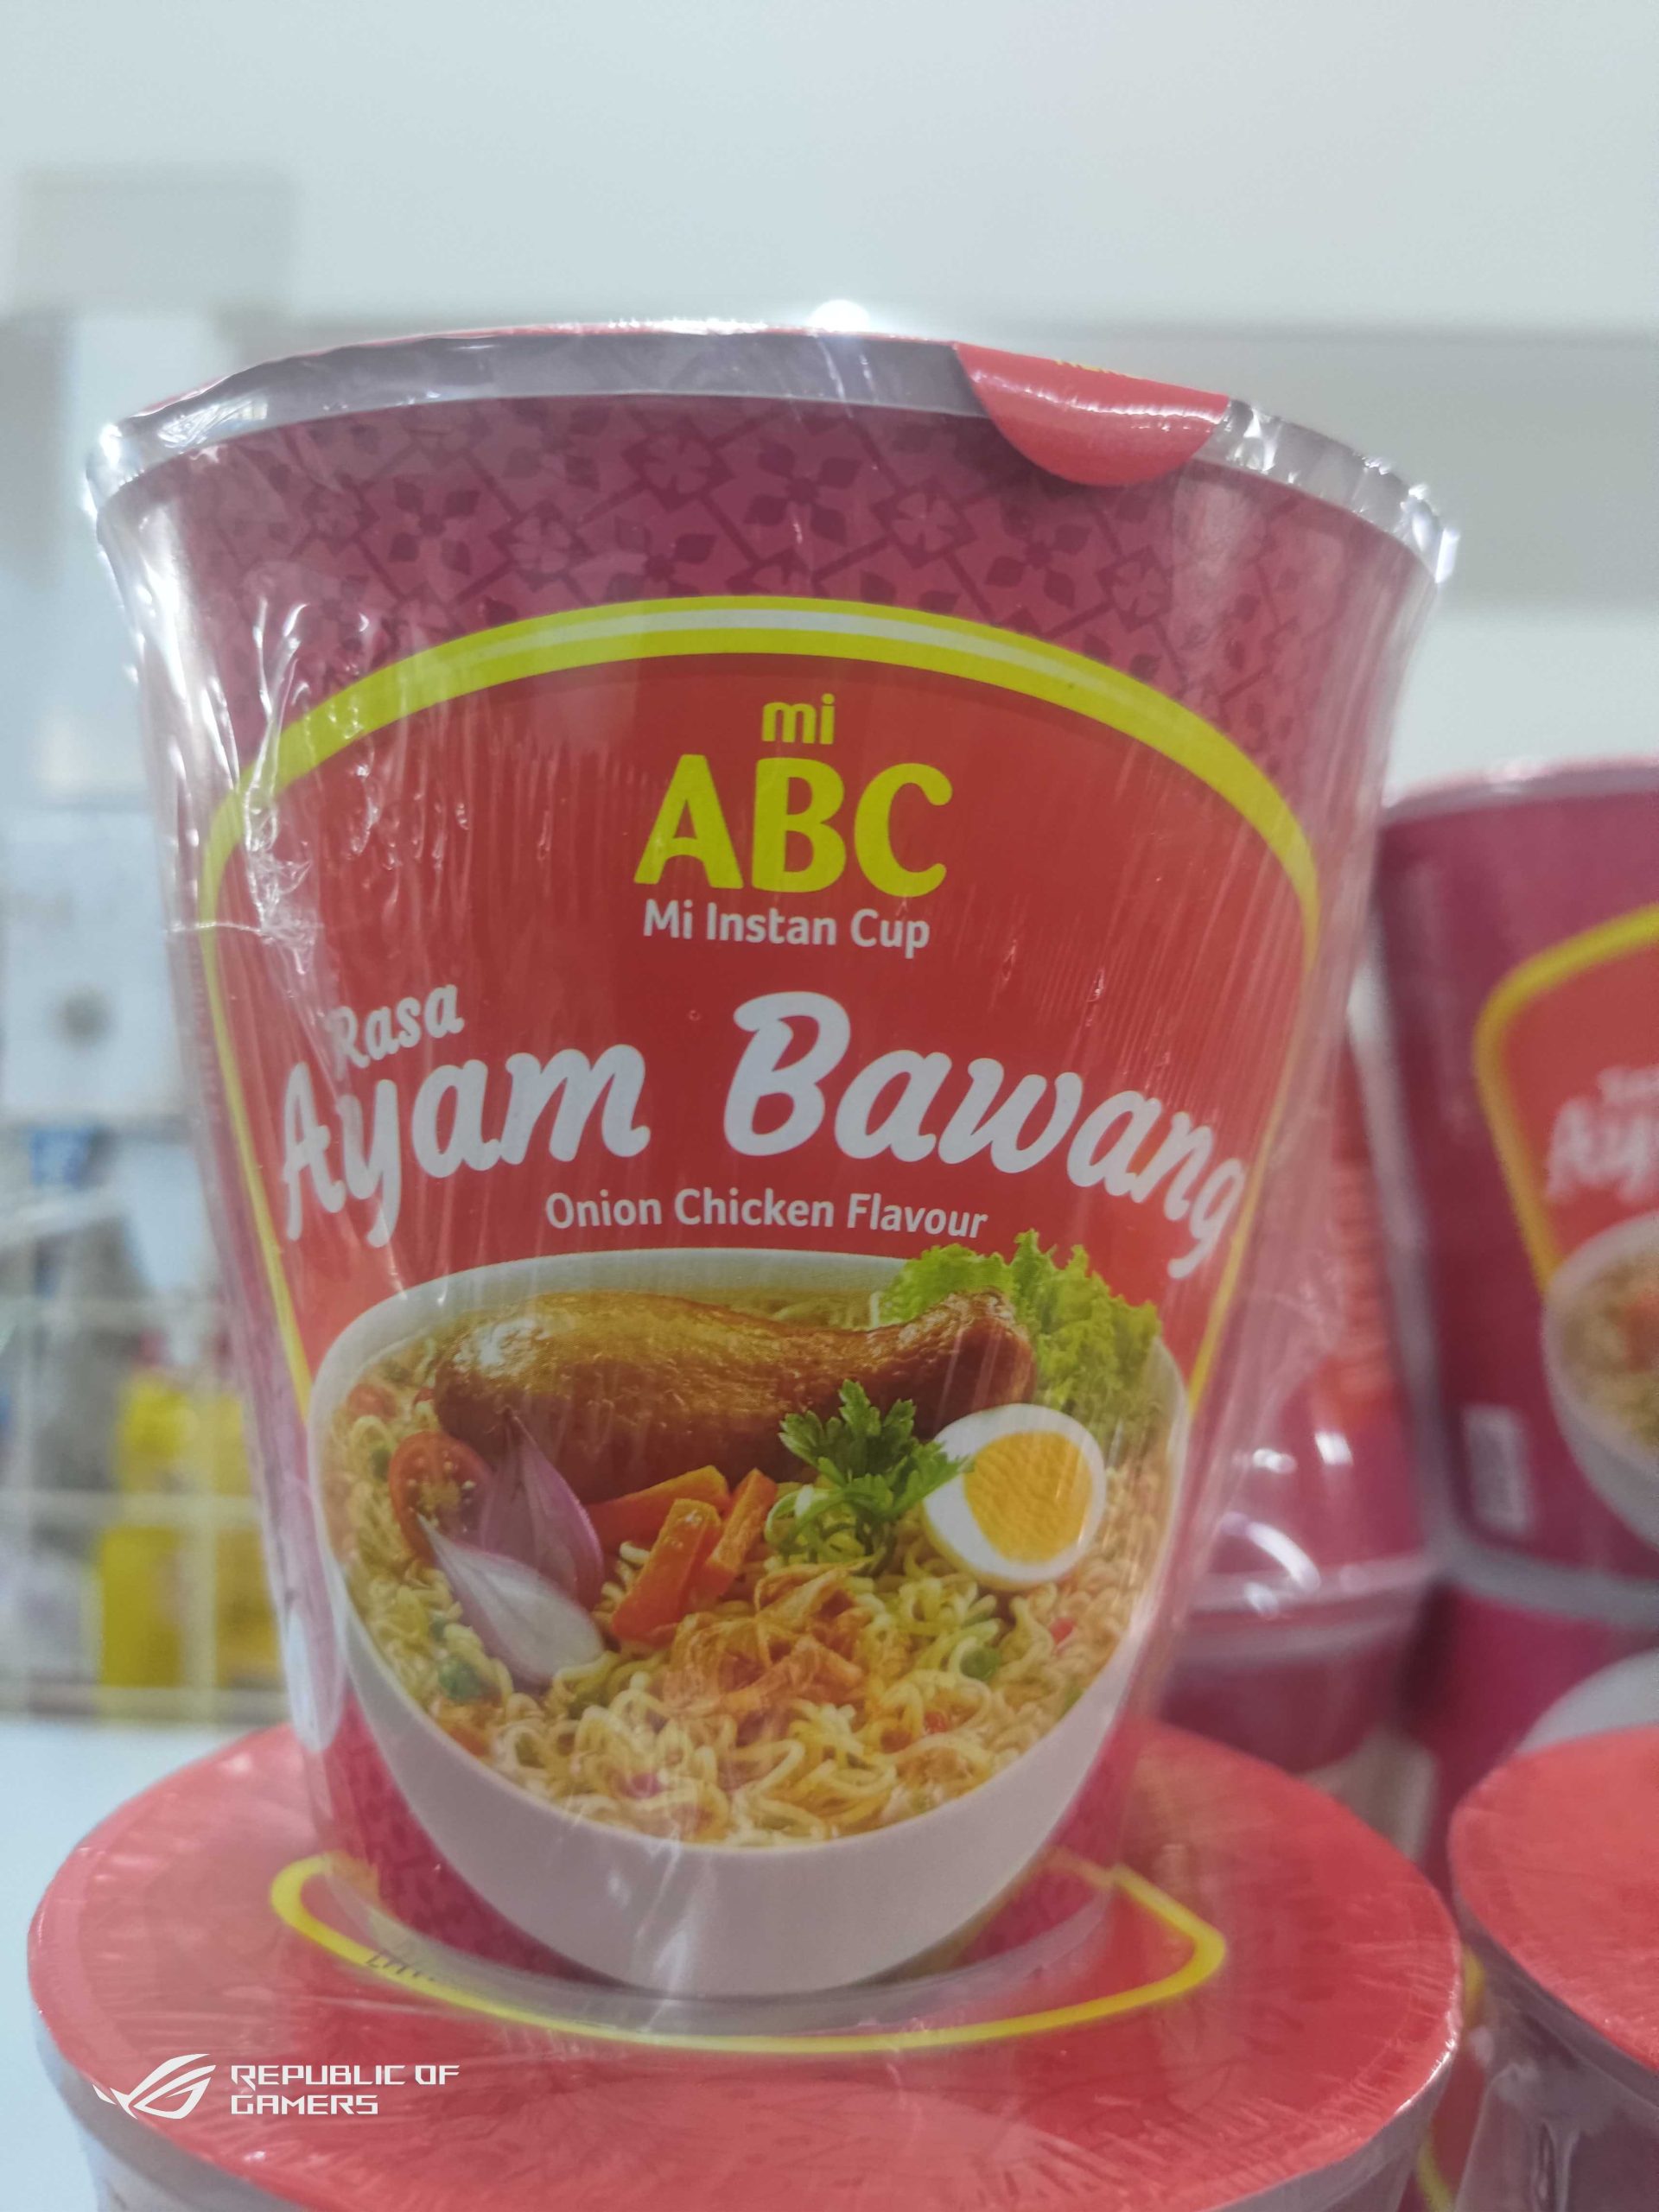 mi
ABC
Mi Instan Cup
Rasa
Ayam Bawang
Onion Chicken Flavour
REPUBLIC OF
GAMERS